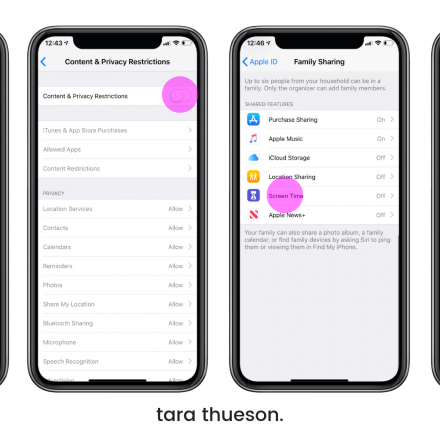 12:43
Content & Privacy Restrictions
Content & Privacy Restrictions
iTunes & App Store Purchases
Allowed Apps
Content Restrictions
PRIVACY
Location Services Allow
Contacts Allow
Calendars Allow
Reminders Allow
Photos Allow
Share My Location Allow
Bluetooth Sharing Allow
Microphone Allow
Speech Recognition Allow
12:46
Apple ID Family Sharing
Up to six people from your household can be in a
family. Only the organizer can add family members.
SHARED FEATURES
Purchase Sharing On
Apple Music On
iCloud Storage Off
Location Sharing Off
Screen Time Off
Apple News+ Off
Your family can also share a photo album, a family
calendar, or find family devices by asking Siri to ping
them or viewing them in Find My iPhone.
tara thueson.